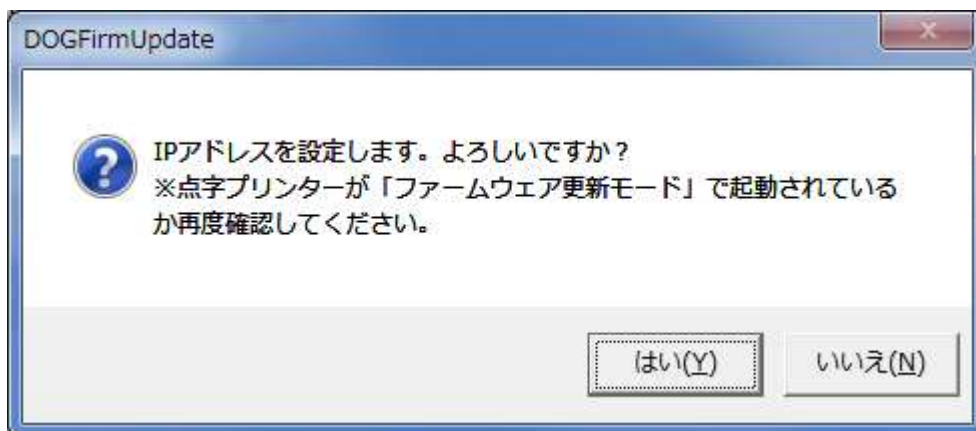 DOGFirmUpdate
IPアドレスを設定します。よろしいですか？
※点字プリンターが「ファームウェア更新モード」で起動されている
か再度確認してください。
はい(Y)
いいえ(N)